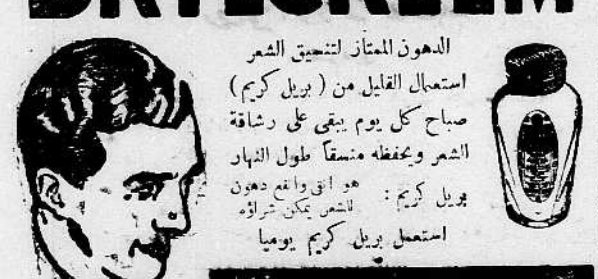 BRYLCREEM
الدهون الممتاز لتنسيق الشعر
استعمال القليل من ( بريل كريم )
صباح كل يوم يبقى على رشاقة
الشعر ويحفظه منسقاً طول النهار
بريل كريم : هو انقى وانفع دهون
للشعر يمكن شراؤه
استعمل بريل كريم يوميا